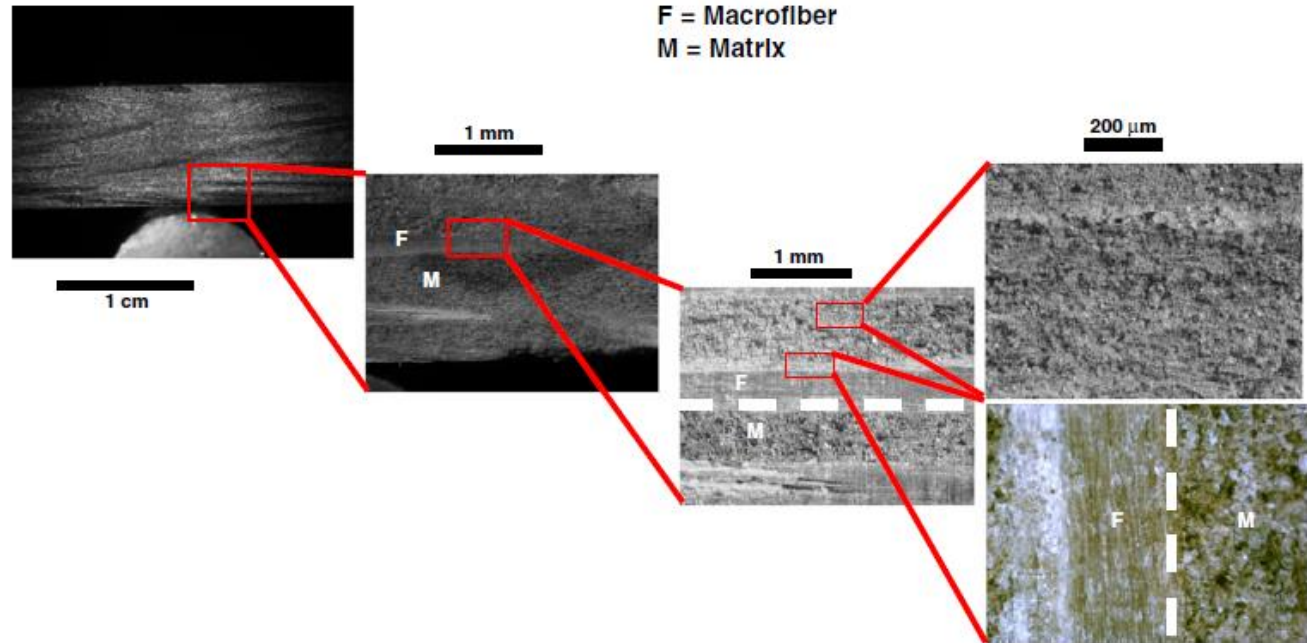 F = Macrofiber
M = Matrix
1 cm
1 mm
F
M
1 mm
F
M
200 μm
F
M